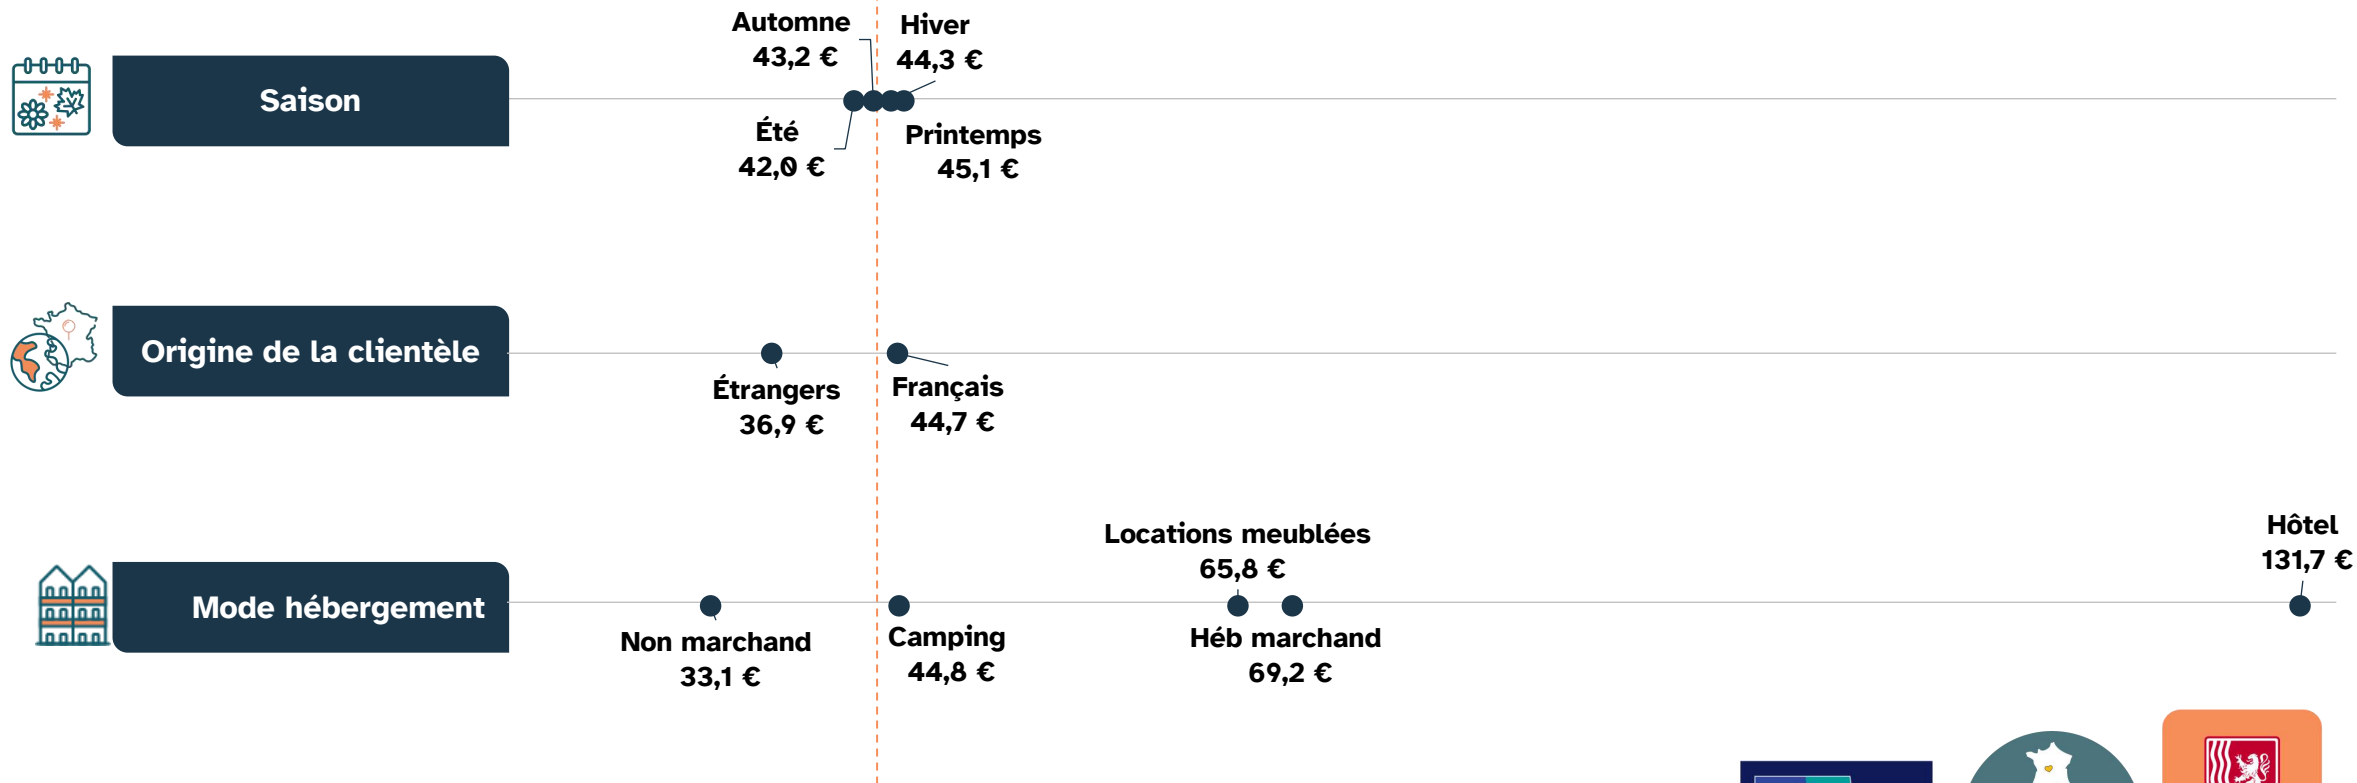 Automne
43,2 €
Hiver
44,3 €
Saison
Été
42,0 €
Printemps
45,1 €
Origine de la clientèle
Étrangers
36,9 €
Français
44,7 €
Locations meublées
65,8 €
Hôtel
131,7 €
Mode hébergement
Non marchand
33,1 €
Camping
44,8 €
Héb marchand
69,2 €